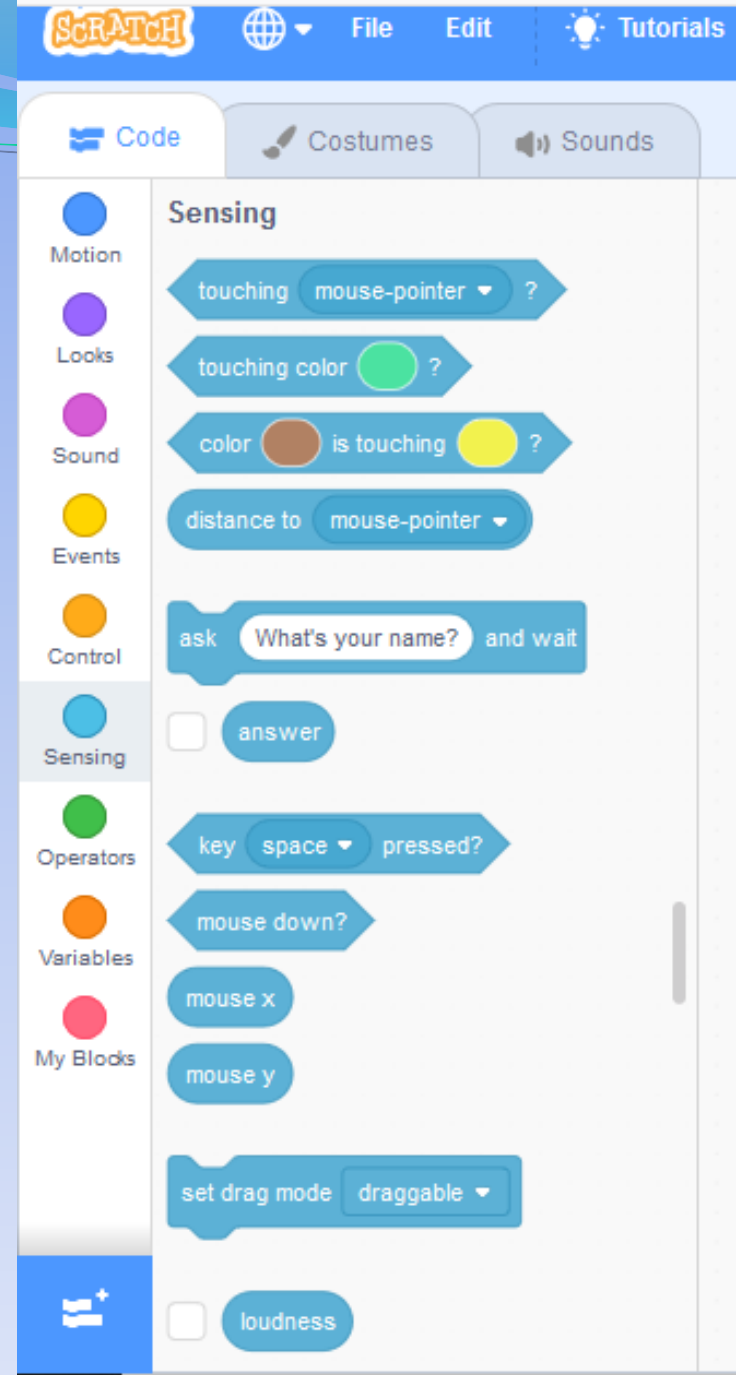 SCRATCH File Edit Tutorials
Code Costumes Sounds
Motion
Looks
Sound
Events
Control
Sensing
Operators
Variables
My Blocks
Sensing
touching mouse-pointer ?
touching color ?
color is touching ?
distance to mouse-pointer
ask What's your name? and wait
answer
key space pressed?
mouse down?
mouse x
mouse y
set drag mode draggable
loudness